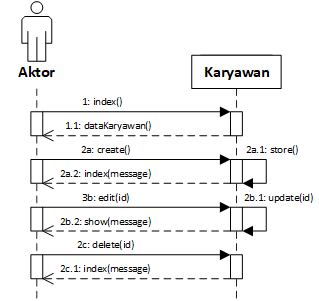 Aktor
Karyawan
1: index()
1.1: dataKaryawan()
2a: create()
2a.1: store()
2a.2: index(message)
3b: edit(id)
2b.1: update(id)
2b.2: show(message)
2c: delete(id)
2c.1: index(message)